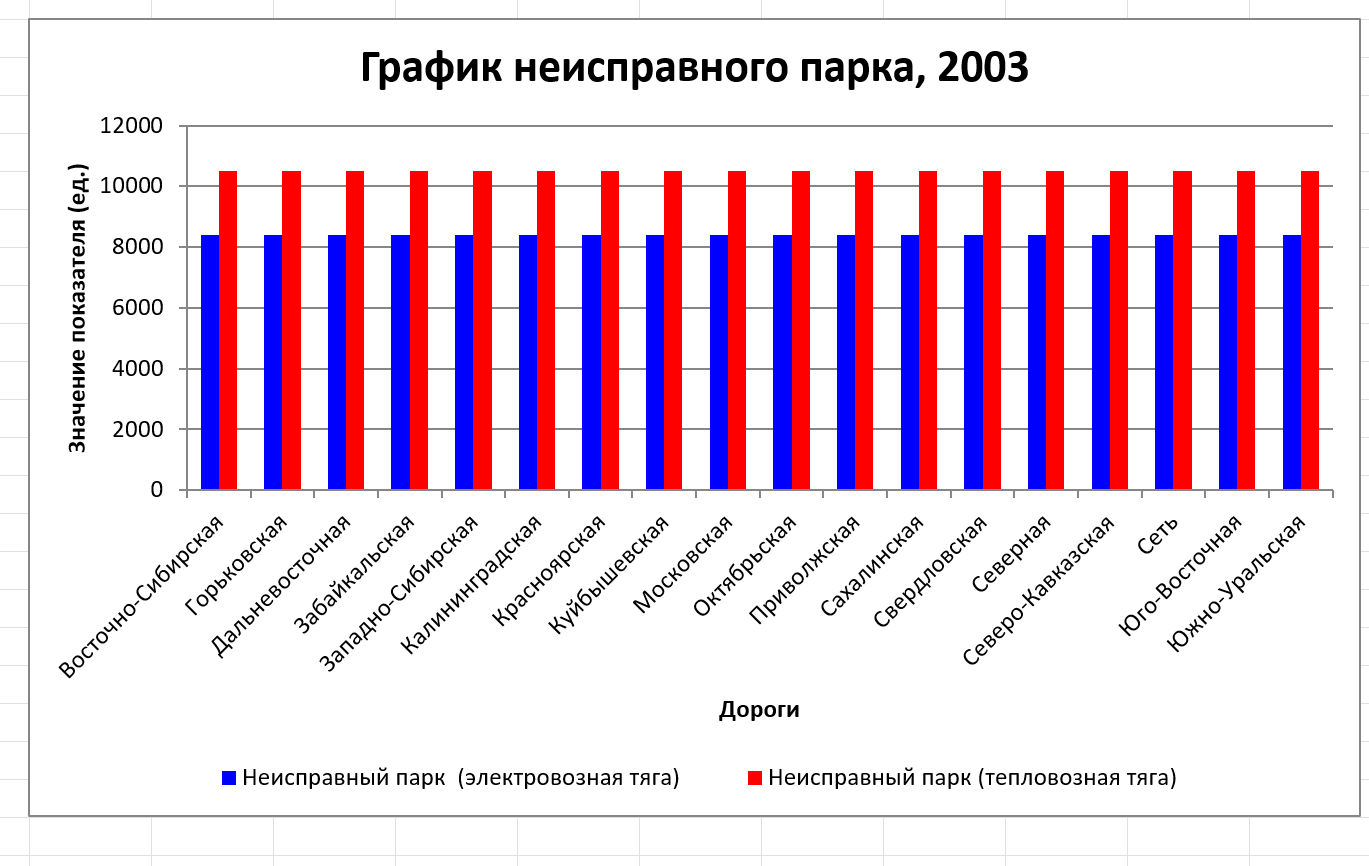 График неисправного парка, 2003
Значение показателя (ед.)
12000
10000
8000
6000
4000
2000
0
Восточно-Сибирская
Горьковская
Дальневосточная
Забайкальская
Западно-Сибирская
Калининградская
Красноярская
Куйбышевская
Московская
Октябрьская
Приволжская
Сахалинская
Свердловская
Северная
Северо-Кавказская
Сеть
Юго-Восточная
Южно-Уральская
Дороги
Неисправный парк  (электровозная тяга)
Неисправный парк (тепловозная тяга)